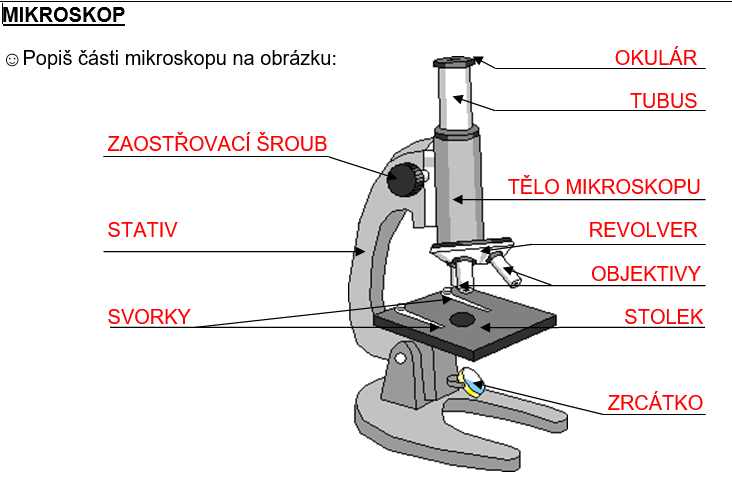 MIKROSKOP
☺Popiš části mikroskopu na obrázku:
OKULÁR
TUBUS
ZAOSTŘOVACÍ ŠROUB
TĚLO MIKROSKOPU
STATIV
REVOLVER
OBJEKTIVY
SVORKY
STOLEK
ZRCÁTKO